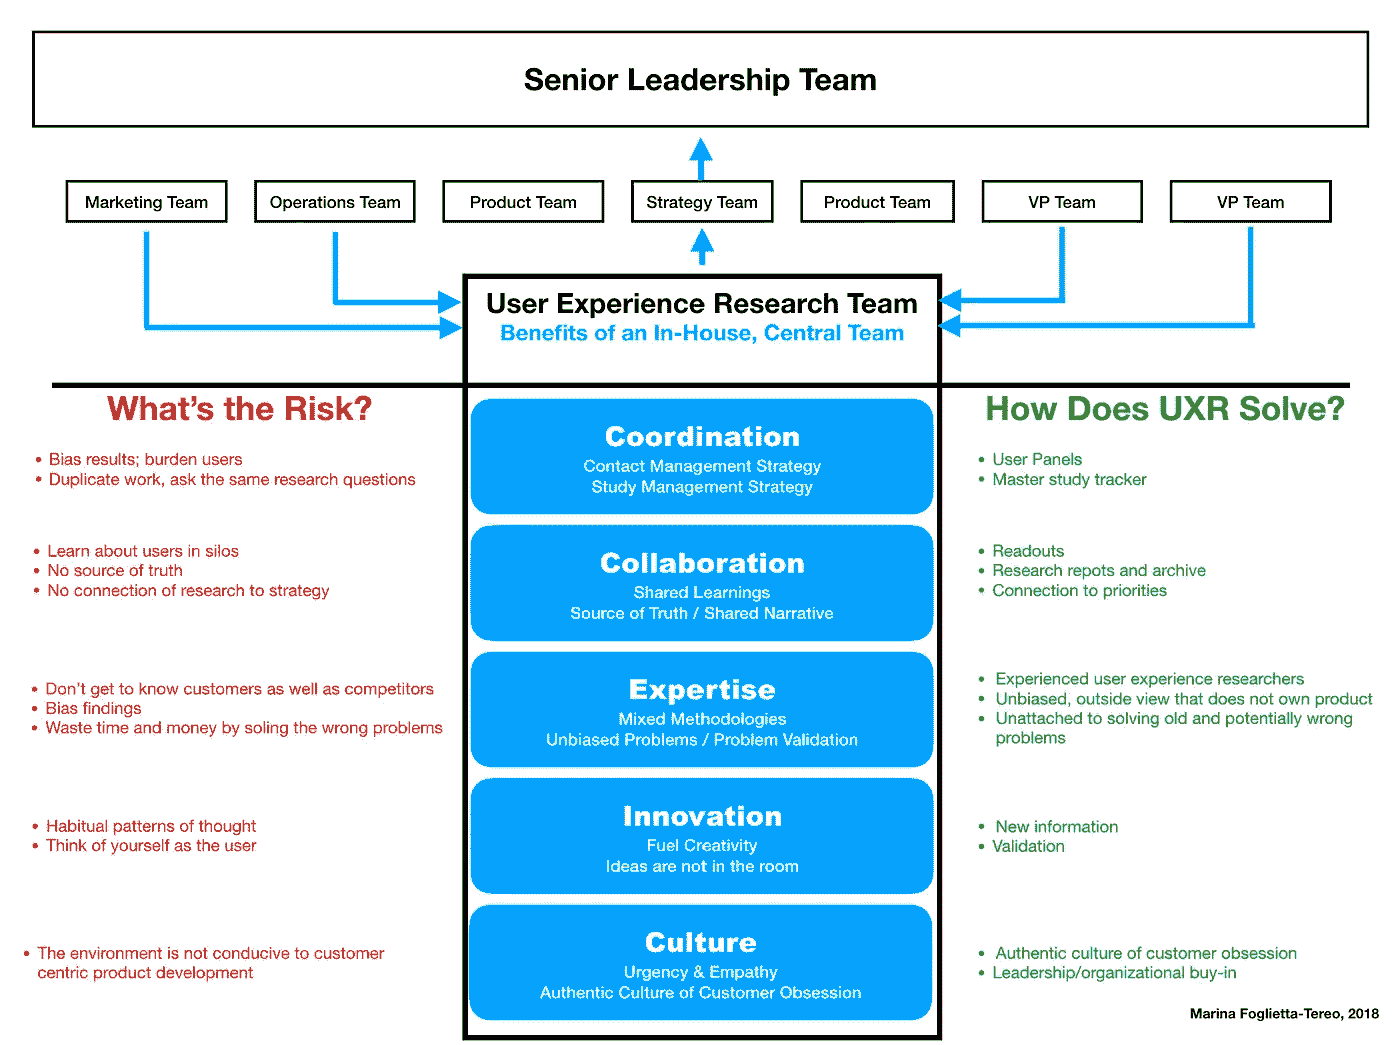 Senior Leadership Team
Marketing Team
Operations Team
Product Team
Strategy Team
Product Team
VP Team
VP Team
User Experience Research Team
Benefits of an In-House, Central Team
What's the Risk?
How Does UXR Solve?
• Bias results; burden users
• Duplicate work, ask the same research questions
Coordination
Contact Management Strategy
Study Management Strategy
• User Panels
• Master study tracker
• Learn about users in silos
• No source of truth
• No connection of research to strategy
Collaboration
Shared Learnings
Source of Truth / Shared Narrative
• Readouts
• Research repots and archive
• Connection to priorities
• Don't get to know customers as well as competitors
• Bias findings
• Waste time and money by soling the wrong problems
Expertise
Mixed Methodologies
Unbiased Problems / Problem Validation
• Experienced user experience researchers
• Unbiased, outside view that does not own product
• Unattached to solving old and potentially wrong
problems
• Habitual patterns of thought
• Think of yourself as the user
Innovation
Fuel Creativity
Ideas are not in the room
• New information
• Validation
• The environment is not conducive to customer
centric product development
Culture
Urgency & Empathy
Authentic Culture of Customer Obsession
• Authentic culture of customer obsession
• Leadership/organizational buy-in
Marina Foglietta-Tereo, 2018